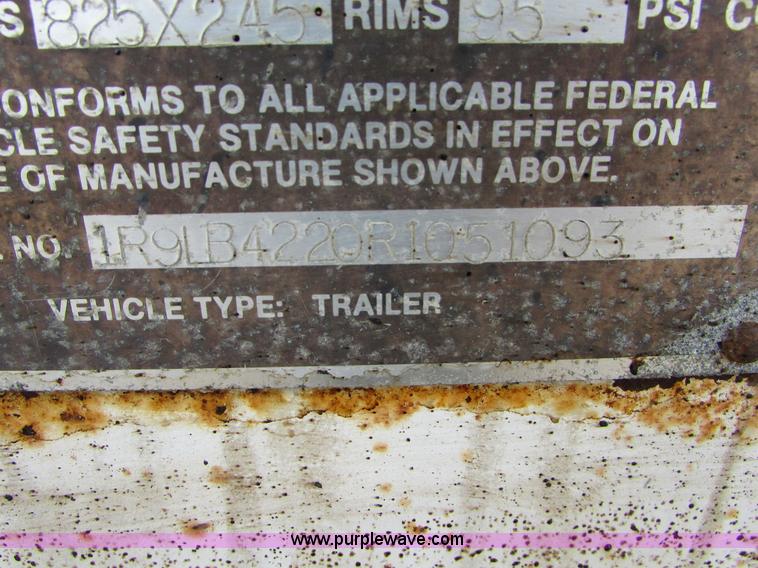 S 825X245 RIMS 95 PSI CO
ONFORMS TO ALL APPLICABLE FEDERAL
CLE SAFETY STANDARDS IN EFFECT ON
E OF MANUFACTURE SHOWN ABOVE.
. NO. 1R9LB4220R1051093
VEHICLE TYPE: TRAILER
www.purplewave.com